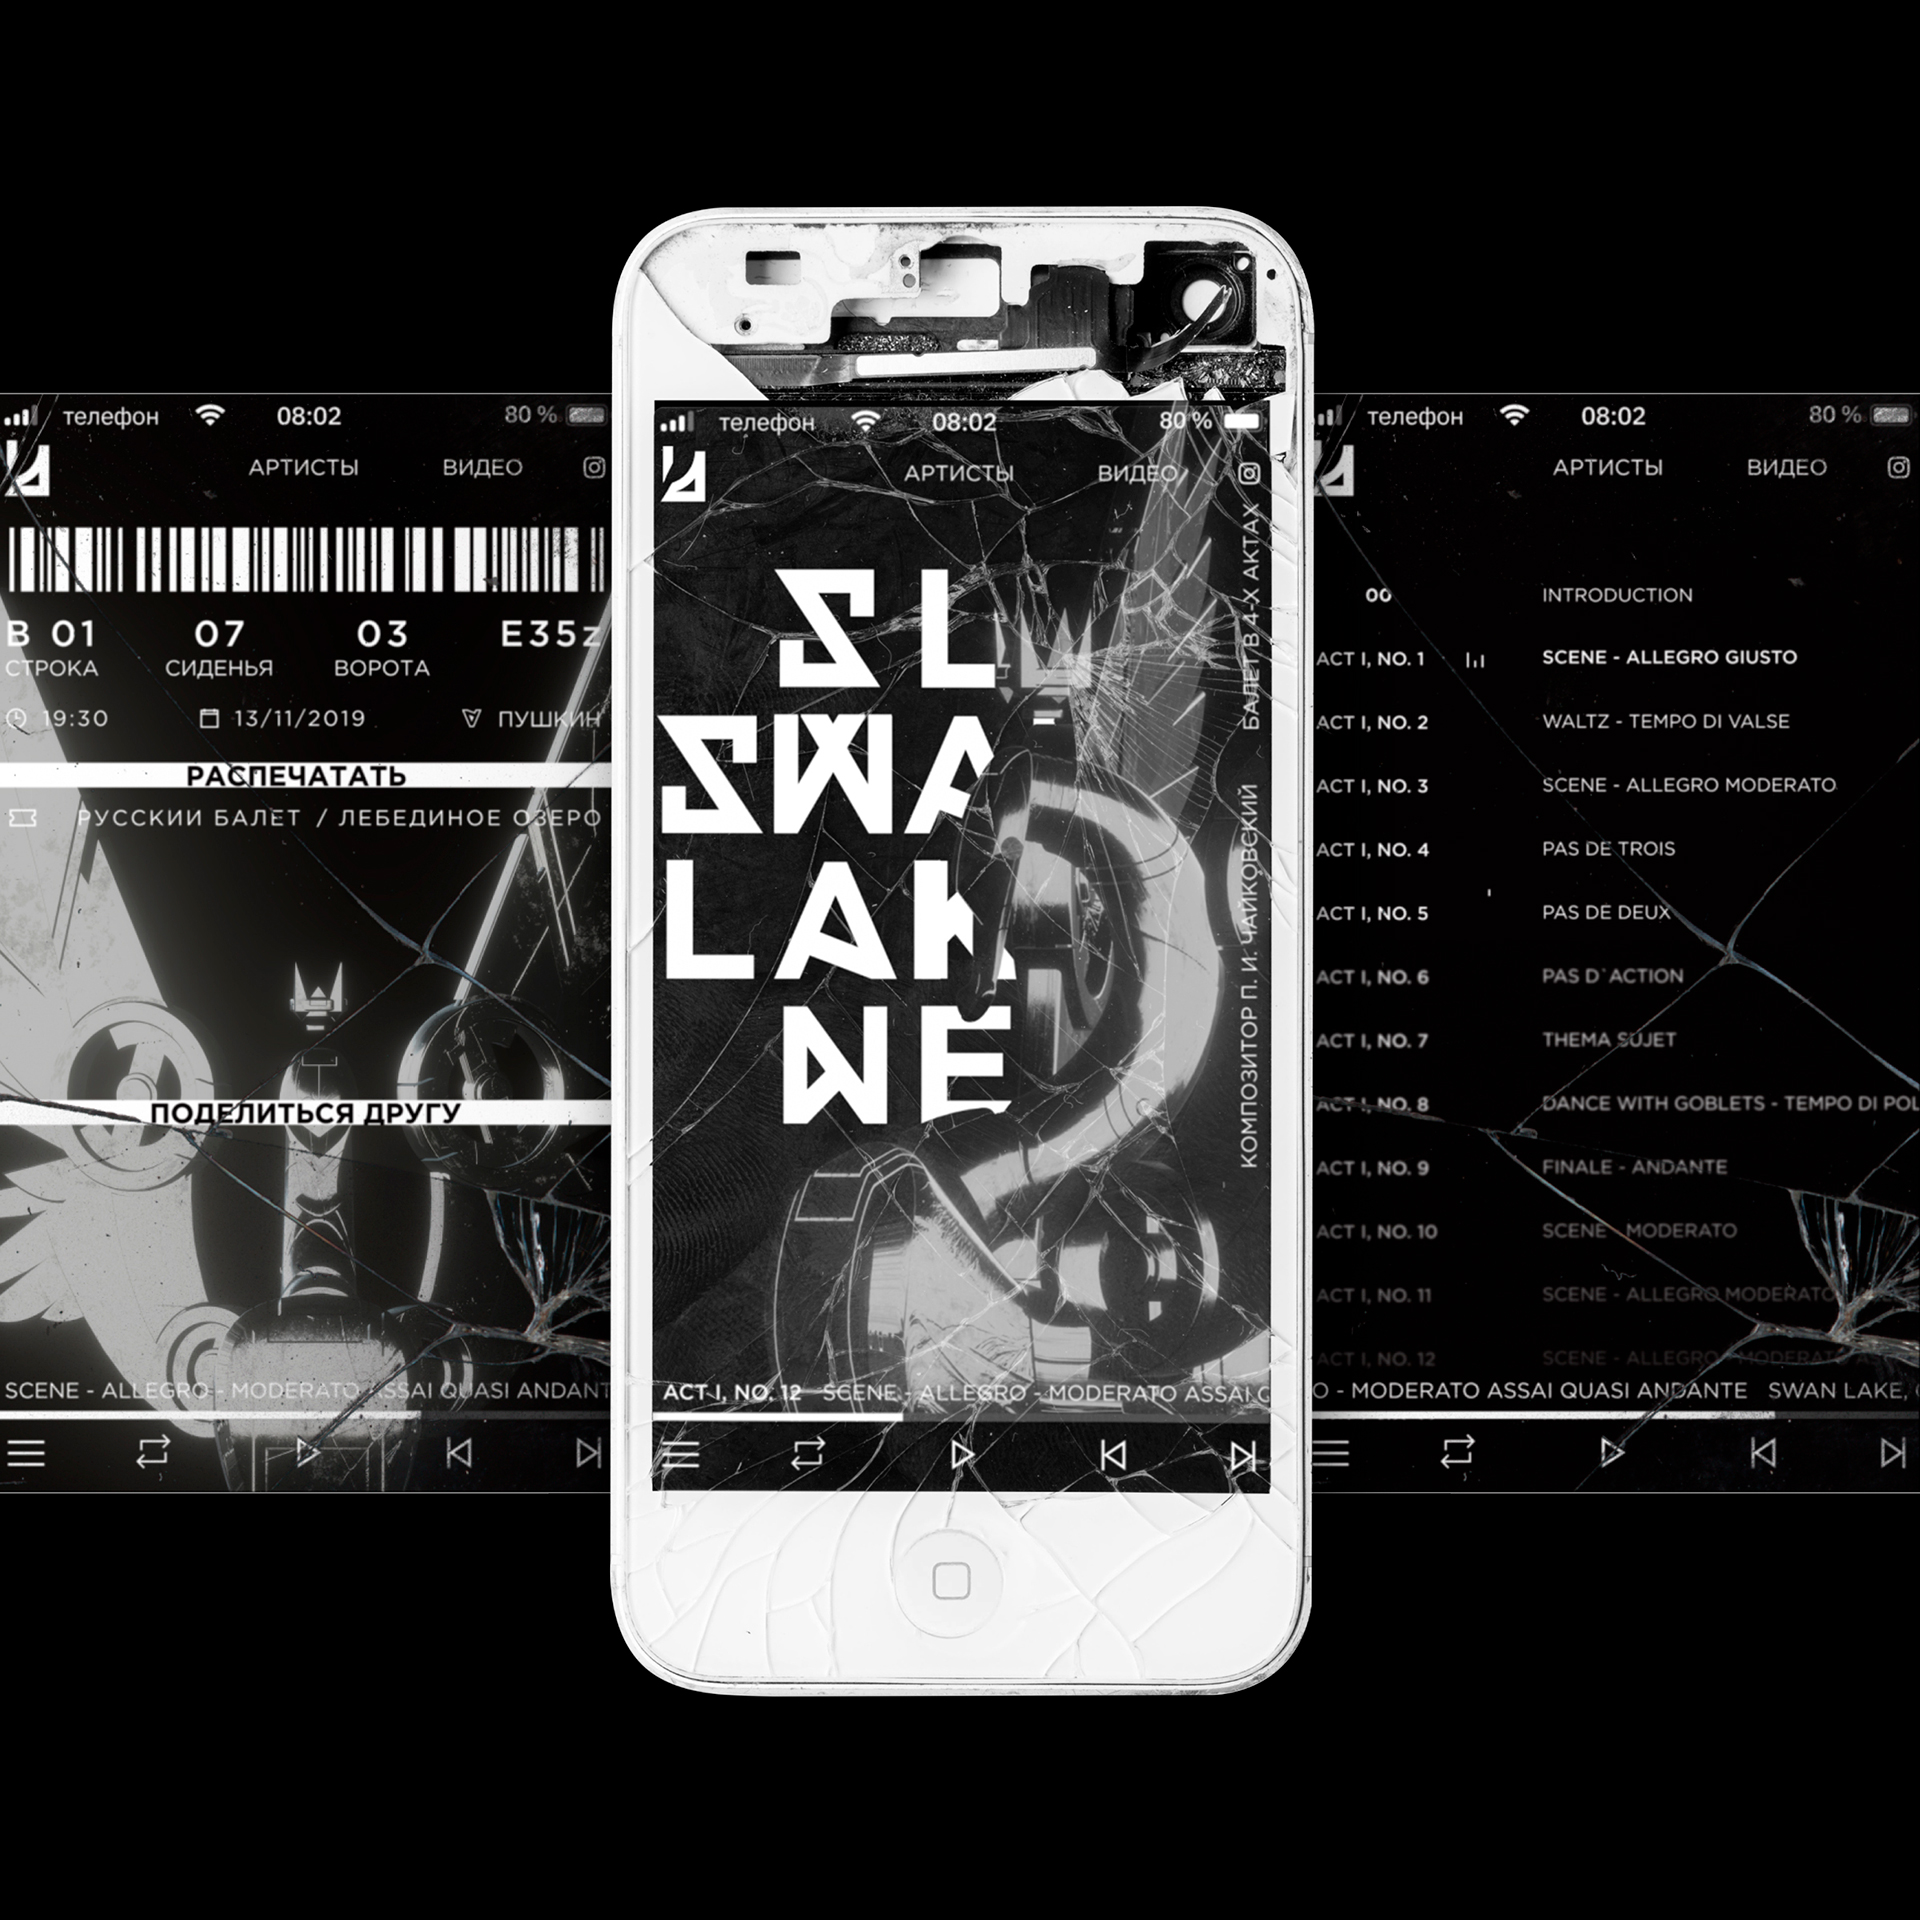 телефон 08:02 80 %
АРТИСТЫ ВИДЕО
B 01 07 03 E35z
СТРОКА СИДЕНЬЯ ВОРОТА
19:30 13/11/2019 ПУШКИН
РАСПЕЧАТАТЬ
РУССКИИ БАЛЕТ / ЛЕБЕДИНОЕ ОЗЕРО
ПОДЕЛИТЬСЯ ДРУГУ
SCENE - ALLEGRO - MODERATO ASSAI QUASI ANDANT
телефон 08:02 80 %
АРТИСТЫ ВИДЕО
SL
SWA
LAK
NE
БАЛЕТ В 4-Х АКТАХ
КОМПОЗИТОР П. И. ЧАЙКОВСКИЙ
ACT I, NO. 12 SCENE - ALLEGRO - MODERATO ASSAI Q
телефон 08:02 80 %
АРТИСТЫ ВИДЕО
00 INTRODUCTION
ACT I, NO. 1 SCENE - ALLEGRO GIUSTO
ACT I, NO. 2 WALTZ - TEMPO DI VALSE
ACT I, NO. 3 SCENE - ALLEGRO MODERATO
ACT I, NO. 4 PAS DE TROIS
ACT I, NO. 5 PAS DE DEUX
ACT I, NO. 6 PAS D`ACTION
ACT I, NO. 7 THEMA SUJET
ACT I, NO. 8 DANCE WITH GOBLETS - TEMPO DI POL
ACT I, NO. 9 FINALE - ANDANTE
ACT I, NO. 10 SCENE - MODERATO
ACT I, NO. 11 SCENE - ALLEGRO MODERATO
ACT I, NO. 12 SCENE - ALLEGRO - MODERATO
O - MODERATO ASSAI QUASI ANDANTE SWAN LAKE,